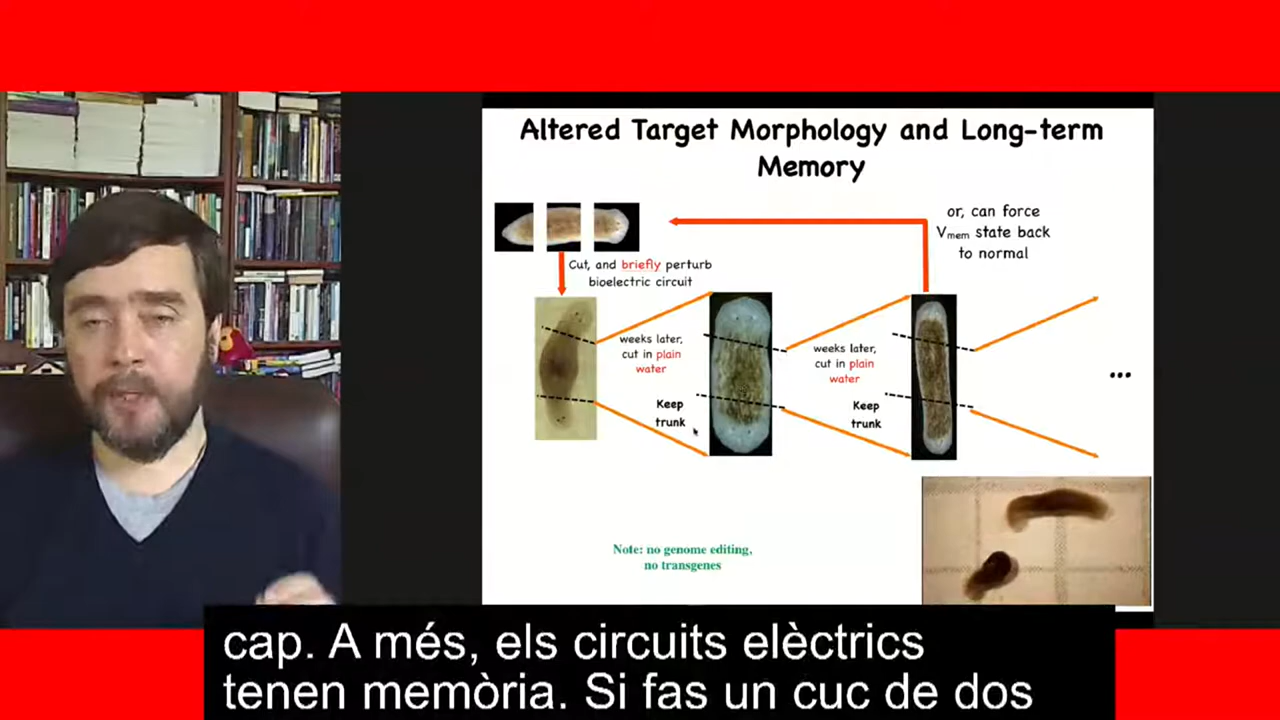 Altered Target Morphology and Long-term
Memory
or, can force
Vmem state back
to normal
Cut, and briefly perturb
bioelectric circuit
weeks later,
cut in plain
water
Keep
trunk
weeks later,
cut in plain
water
Keep
trunk
...
Note: no genome editing,
no transgenes
cap. A més, els circuits elèctrics
tenen memòria. Si fas un cuc de dos